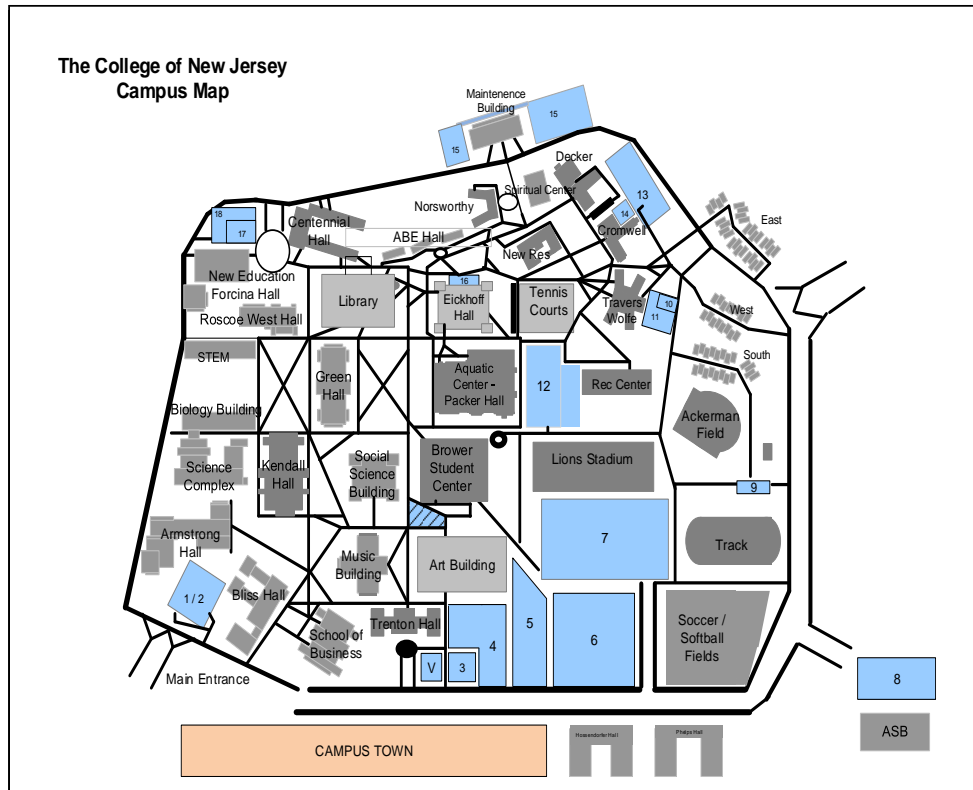 The College of New Jersey
Campus Map
Maintenence
Building
15
15
Decker
Spiritual Center
13
14
Norsworthy
Cromwell
East
18
17
Centennial
Hall
ABE Hall
New Res
New Education
Forcina Hall
Library
16
Eickhoff
Hall
Tennis
Courts
Travers
Wolfe
10
11
West
Roscoe West Hall
STEM
Green
Hall
Aquatic
Center -
Packer Hall
12
Rec Center
South
Biology Building
Ackerman
Field
Science
Complex
Kendall
Hall
Social
Science
Building
Brower
Student
Center
Lions Stadium
9
Armstrong
Hall
Music
Building
Art Building
7
Track
1 / 2
Bliss Hall
School of
Business
Trenton Hall
4
5
6
Soccer /
Softball
Fields
V
3
Main Entrance
8
ASB
CAMPUS TOWN
Phelps Hall